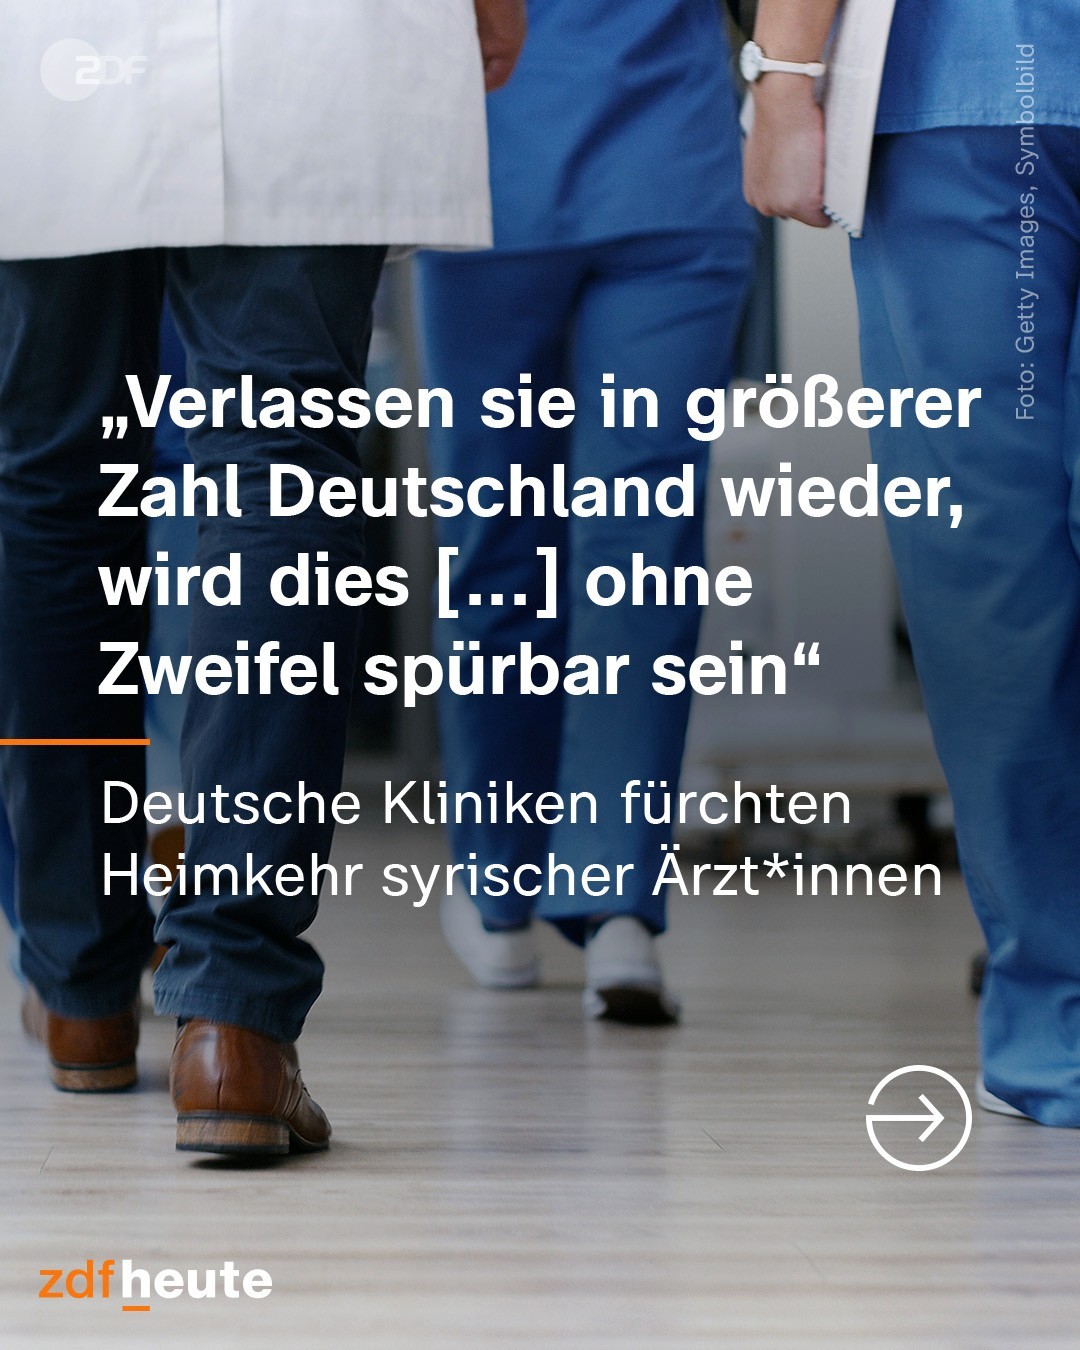 ZDF
Foto: Getty Images, Symbolbild
„Verlassen sie in größerer
Zahl Deutschland wieder,
wird dies [...] ohne
Zweifel spürbar sein“
Deutsche Kliniken fürchten
Heimkehr syrischer Ärzt*innen
zdfheute